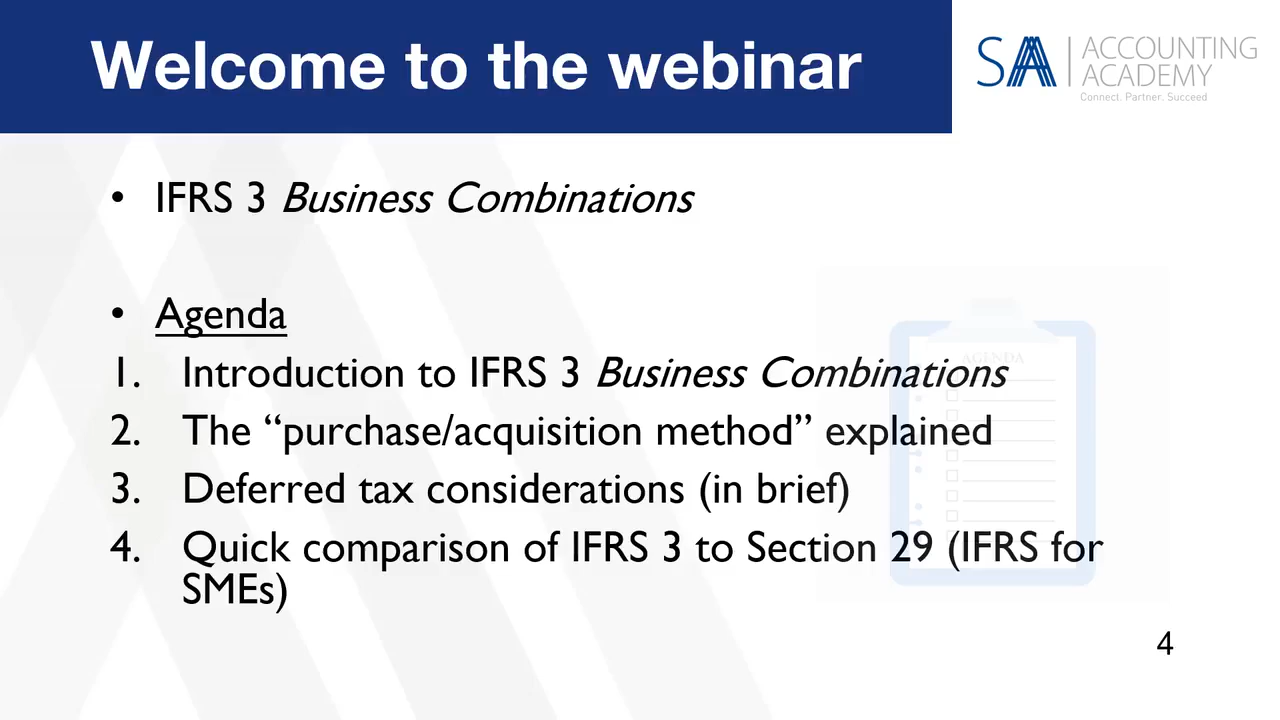 Welcome to the webinar
SAA ACCOUNTING
ACADEMY
Connect. Partner. Succeed
• IFRS 3 Business Combinations
• Agenda
AGENDA
1. Introduction to IFRS 3 Business Combinations
2. The “purchase/acquisition method” explained
3. Deferred tax considerations (in brief)
4. Quick comparison of IFRS 3 to Section 29 (IFRS for
SMEs)
4